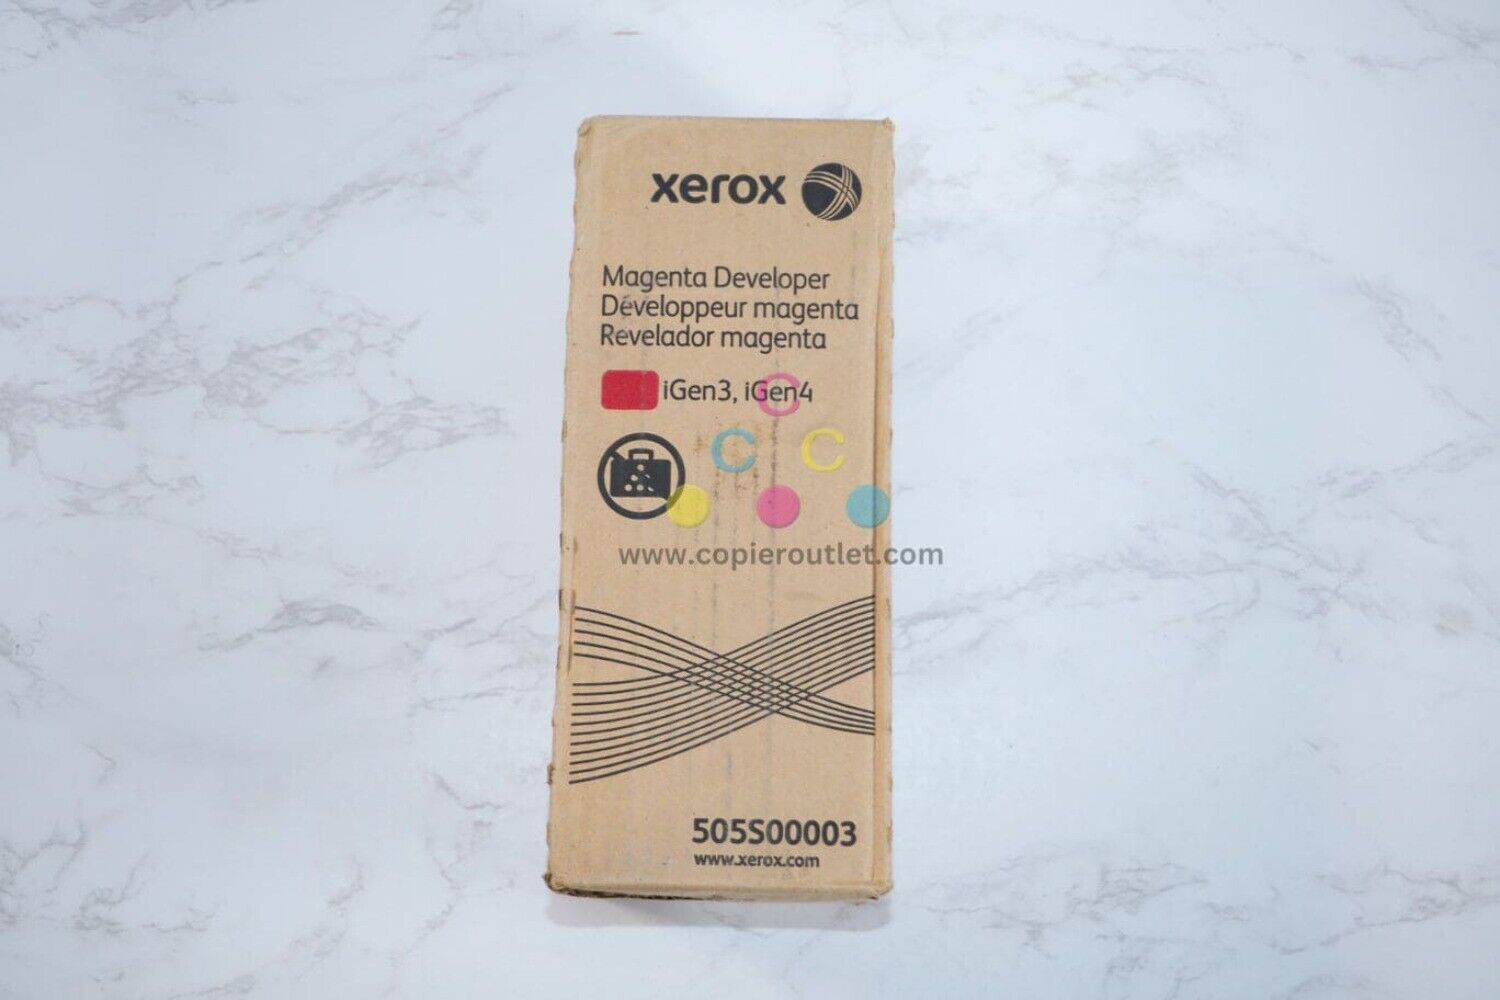 xerox
Magenta Developer
Développeur magenta
Revelador magenta
iGen3, iGen4
C
C C
www.copieroutlet.com
505S00003
www.xerox.com